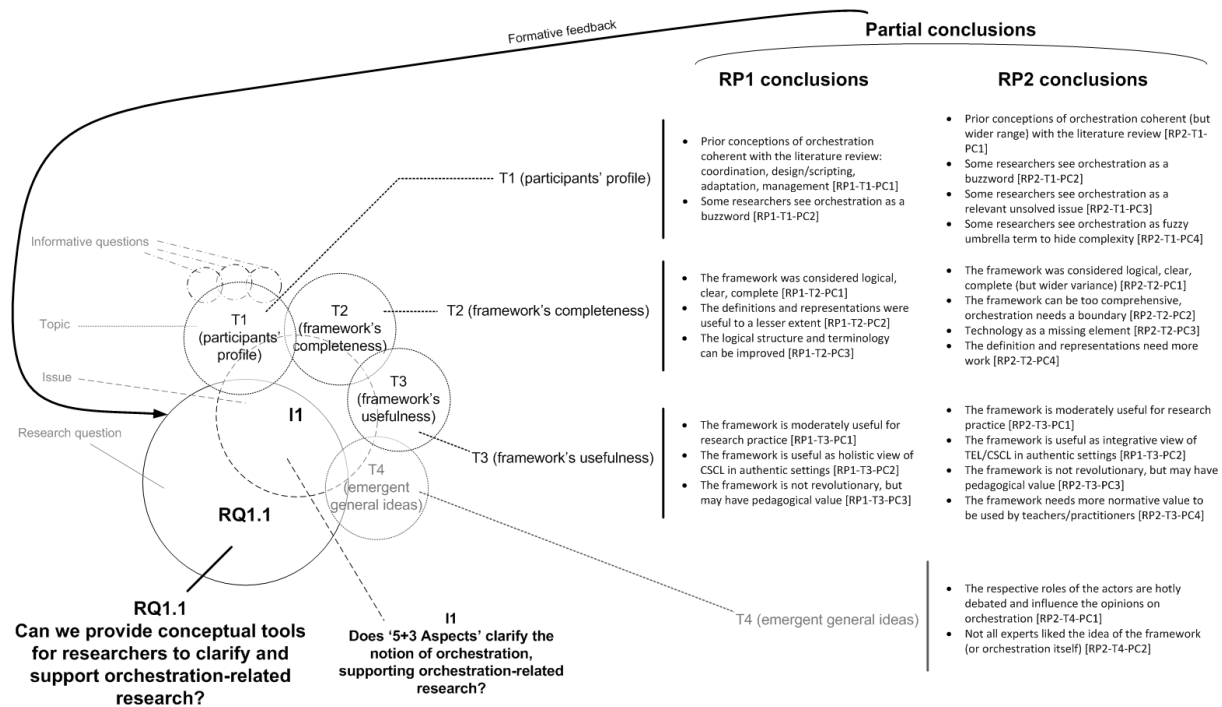 Formative feedback
Partial conclusions
RP1 conclusions
RP2 conclusions
T1 (participants' profile)
• Prior conceptions of orchestration
coherent with the literature review:
coordination, design/scripting,
adaptation, management [RP1-T1-PC1]
• Some researchers see orchestration as a
buzzword [RP1-T1-PC2]
• Prior conceptions of orchestration coherent (but
wider range) with the literature review [RP2-T1-
PC1]
• Some researchers see orchestration as a
buzzword [RP2-T1-PC2]
• Some researchers see orchestration as a
relevant unsolved issue [RP2-T1-PC3]
• Some researchers see orchestration as fuzzy
umbrella term to hide complexity [RP2-T1-PC4]
T2 (framework's completeness)
• The framework was considered logical,
clear, complete [RP1-T2-PC1]
• The definitions and representations were
useful to a lesser extent [RP1-T2-PC2]
• The logical structure and terminology
can be improved [RP1-T2-PC3]
• The framework was considered logical, clear,
complete (but wider variance) [RP2-T2-PC1]
• The framework can be too comprehensive,
orchestration needs a boundary [RP2-T2-PC2]
• Technology as a missing element [RP2-T2-PC3]
• The definition and representations need more
work [RP2-T2-PC4]
T3 (framework's usefulness)
• The framework is moderately useful for
research practice [RP1-T3-PC1]
• The framework is useful as holistic view of
CSCL in authentic settings [RP1-T3-PC2]
• The framework is not revolutionary, but
may have pedagogical value [RP1-T3-PC3]
• The framework is moderately useful for research
practice [RP2-T3-PC1]
• The framework is useful as integrative view of
TEL/CSCL in authentic settings [RP1-T3-PC2]
• The framework is not revolutionary, but may have
pedagogical value [RP2-T3-PC3]
• The framework needs more normative value to
be used by teachers/practitioners [RP2-T3-PC4]
T4 (emergent general ideas)
• The respective roles of the actors are hotly
debated and influence the opinions on
orchestration [RP2-T4-PC1]
• Not all experts liked the idea of the framework
(or orchestration itself) [RP2-T4-PC2]
Informative questions
Topic
Issue
Research question
T1
(participants'
profile)
T2
(framework's
completeness)
T3
(framework's
usefulness)
T4
(emergent
general ideas)
I1
RQ1.1
RQ1.1
Can we provide conceptual tools
for researchers to clarify and
support orchestration-related
research?
I1
Does '5+3 Aspects' clarify the
notion of orchestration,
supporting orchestration-related
research?